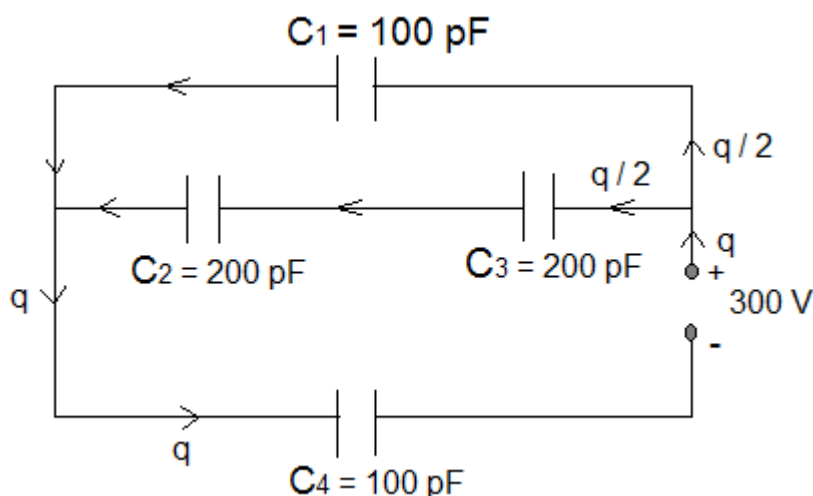 C1 = 100 pF
q / 2
q / 2
q
+
C2 = 200 pF
C3 = 200 pF
300 V
q
-
q
C4 = 100 pF